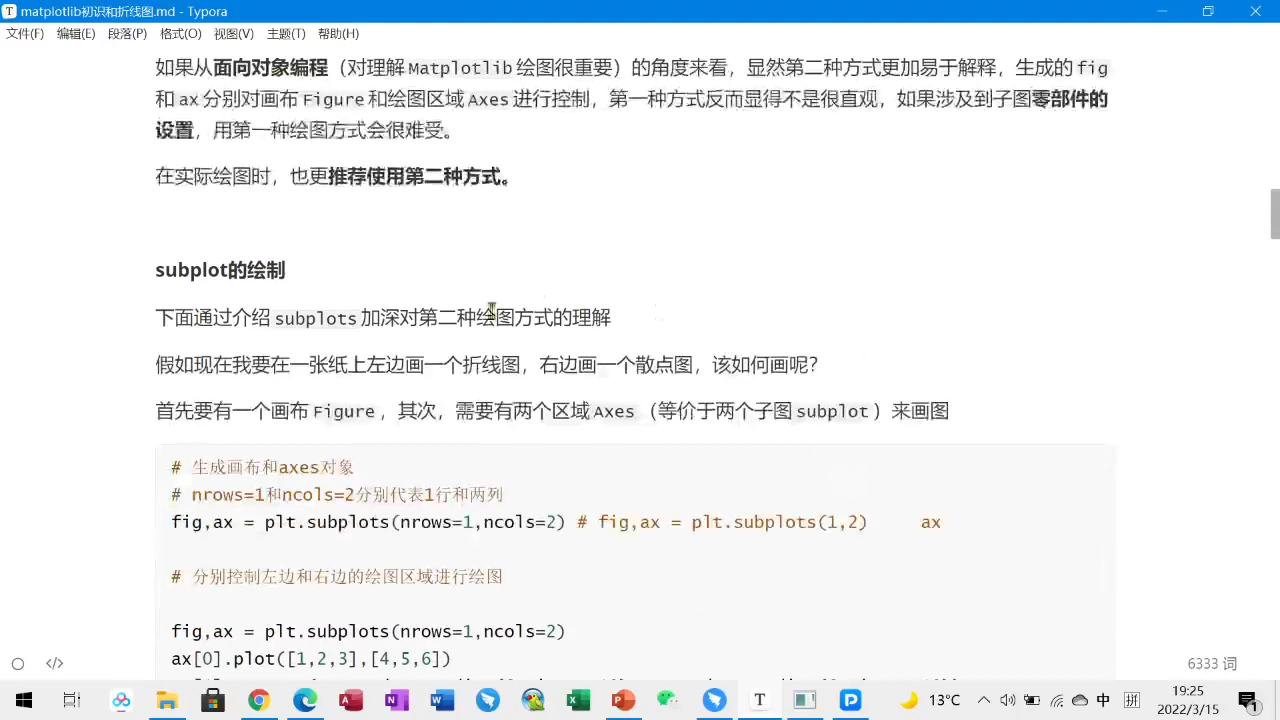 matplotlib初识和折线图.md - Typora
文件(F) 编辑(E) 段落(P) 格式(O) 视图(V) 主题(T) 帮助(H)
如果从面向对象编程（对理解Matplotlib绘图很重要）的角度来看，显然第二种方式更加易于解释，生成的fig
和ax分别对画布Figure和绘图区域Axes进行控制，第一种方式反而显得不是很直观，如果涉及到子图零部件的
设置，用第一种绘图方式会很难受。
在实际绘图时，也更推荐使用第二种方式。
subplot的绘制
下面通过介绍subplots加深对第二种绘图方式的理解
假如现在我要在一张纸上左边画一个折线图，右边画一个散点图，该如何画呢？
首先要有一个画布Figure，其次，需要有两个区域Axes（等价于两个子图subplot）来画图
# 生成画布和axes对象
# nrows=1和ncols=2分别代表1行和两列
fig,ax = plt.subplots(nrows=1,ncols=2) # fig,ax = plt.subplots(1,2) ax
# 分别控制左边和右边的绘图区域进行绘图
fig,ax = plt.subplots(nrows=1,ncols=2)
ax[0].plot([1,2,3],[4,5,6])
6333 词
13°C 中 拼 19:25
2022/3/15 1